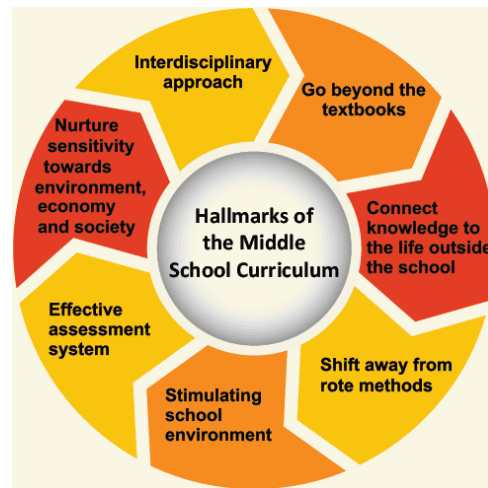 Interdisciplinary
approach
Go beyond the
textbooks
Connect
knowledge to
the life outside
the school
Shift away from
rote methods
Stimulating
school
environment
Effective
assessment
system
Nurture
sensitivity
towards
environment,
economy
and society
Hallmarks of
the Middle
School Curriculum